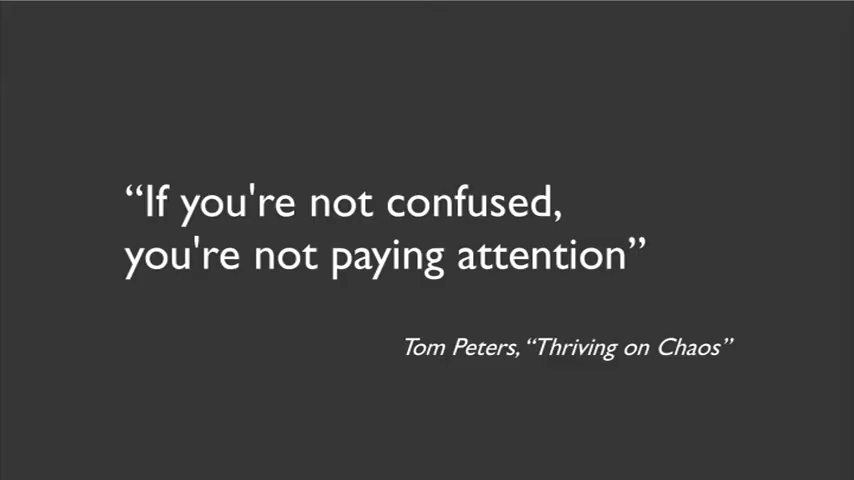 “If you're not confused,
you're not paying attention”
Tom Peters, “Thriving on Chaos”